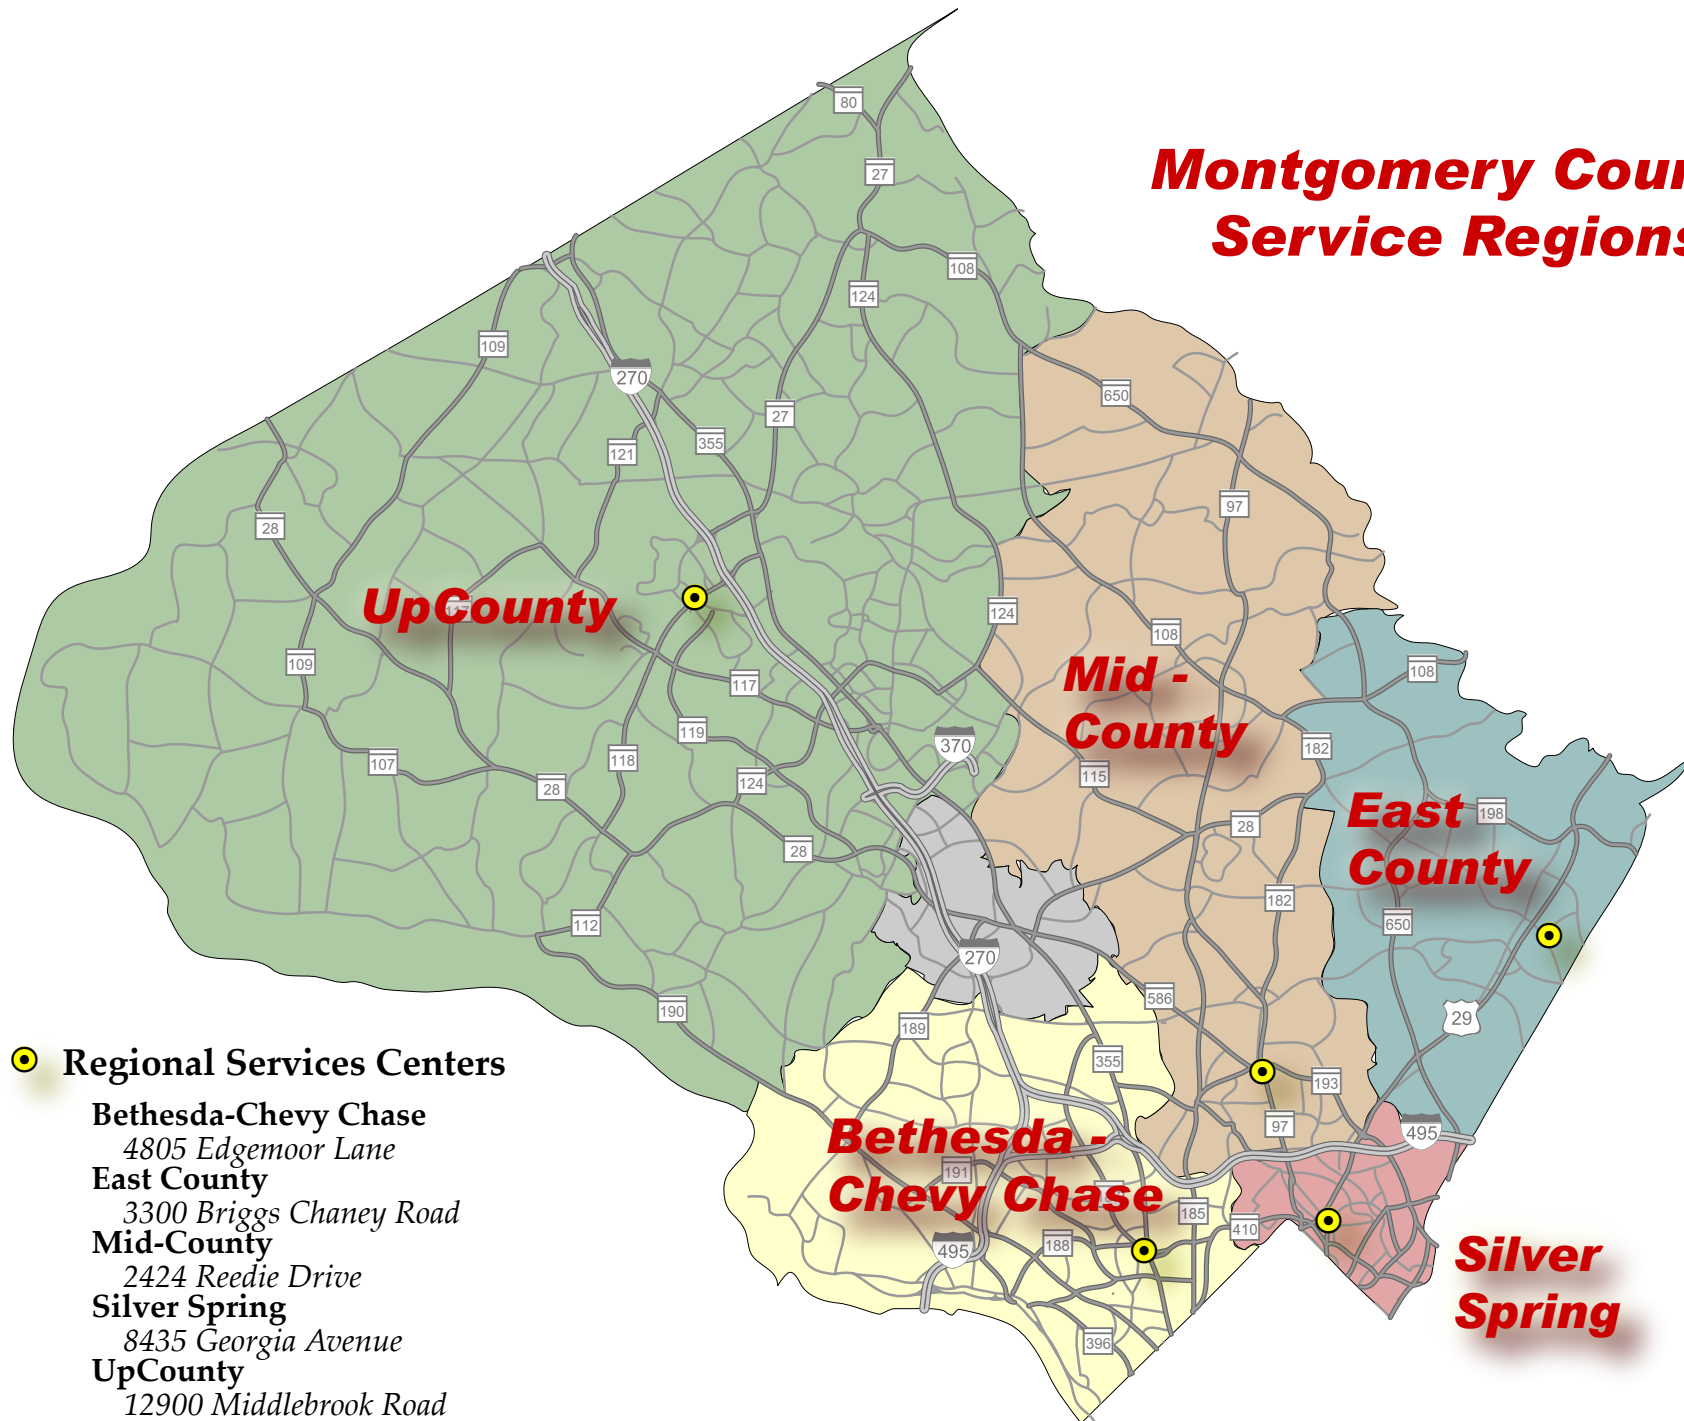 Montgomery Coun
Service Regions
80
27
108
124
109
270
650
27
355
121
97
28
UpCounty
117
124
108
109
Mid -
County
108
117
119
370
182
118
107
115
124
28
East
County
198
28
28
182
650
112
270
586
190
29
189
355
193
97
495
Bethesda -
Chevy Chase
191
185
410
188
495
Silver
Spring
396
Regional Services Centers
Bethesda-Chevy Chase
4805 Edgemoor Lane
East County
3300 Briggs Chaney Road
Mid-County
2424 Reedie Drive
Silver Spring
8435 Georgia Avenue
UpCounty
12900 Middlebrook Road